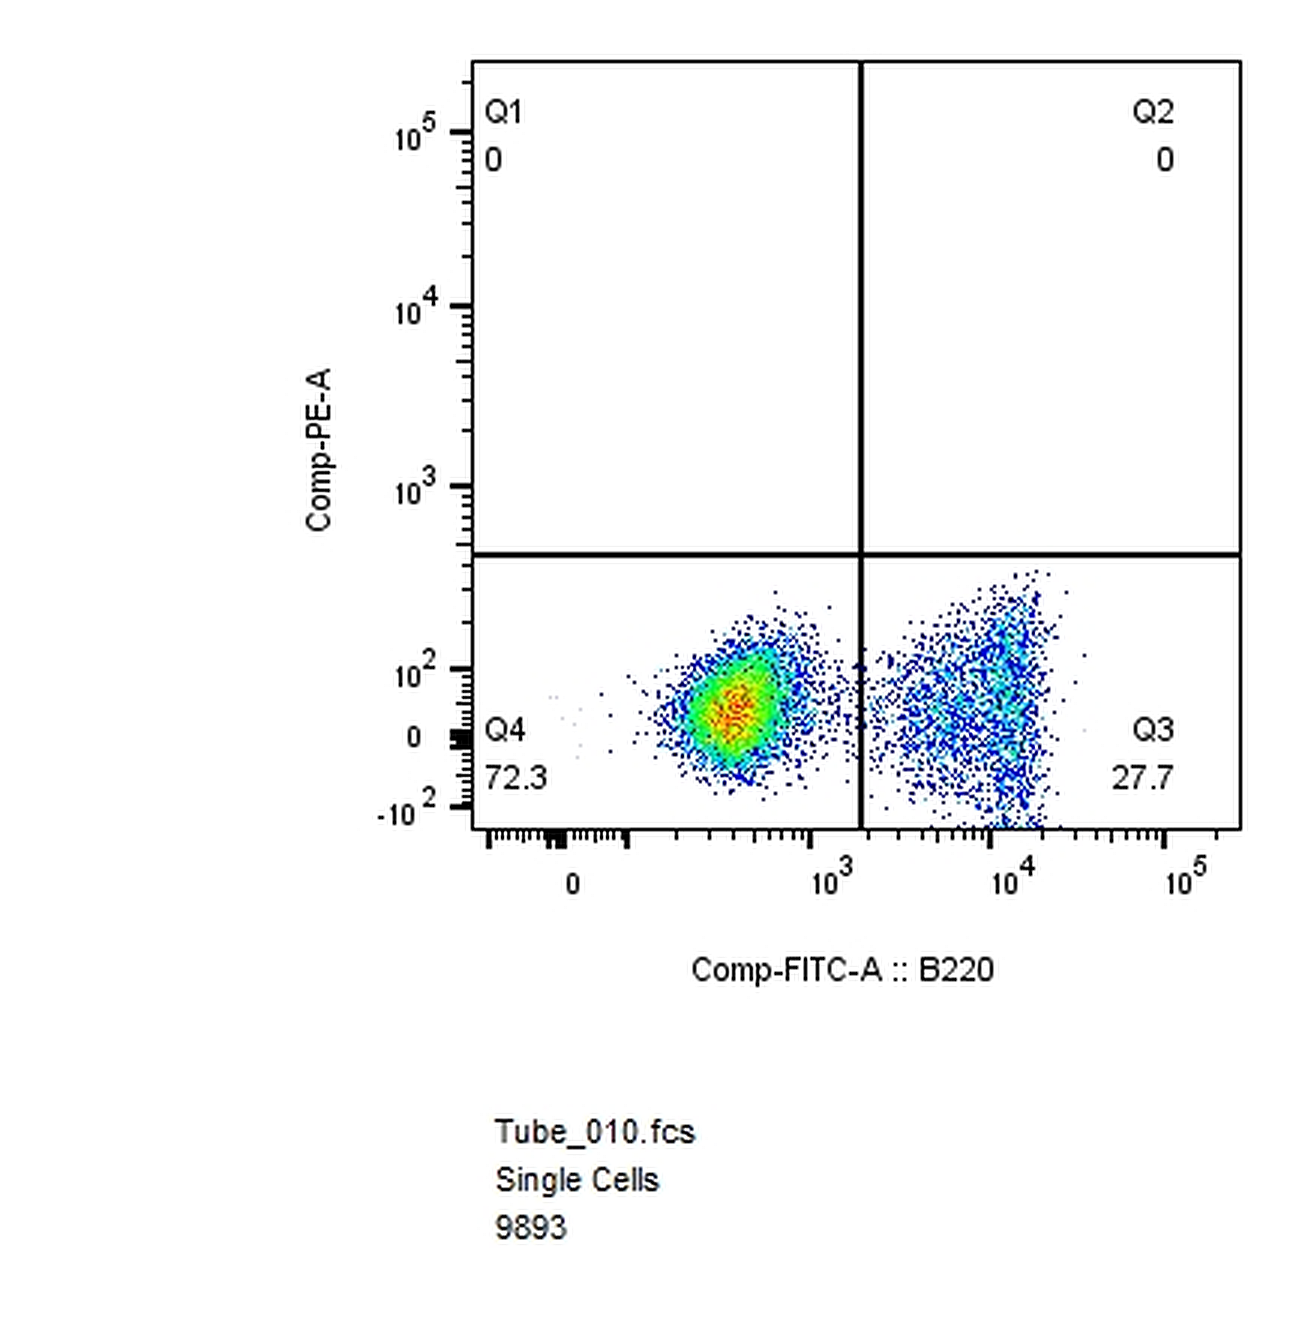 Q1
0
Q2
0
10^5
10^4
10^3
10^2
0
-10^2
Comp-PE-A
Q4
72.3
Q3
27.7
0
10^3
10^4
10^5
Comp-FITC-A :: B220
Tube_010.fcs
Single Cells
9893